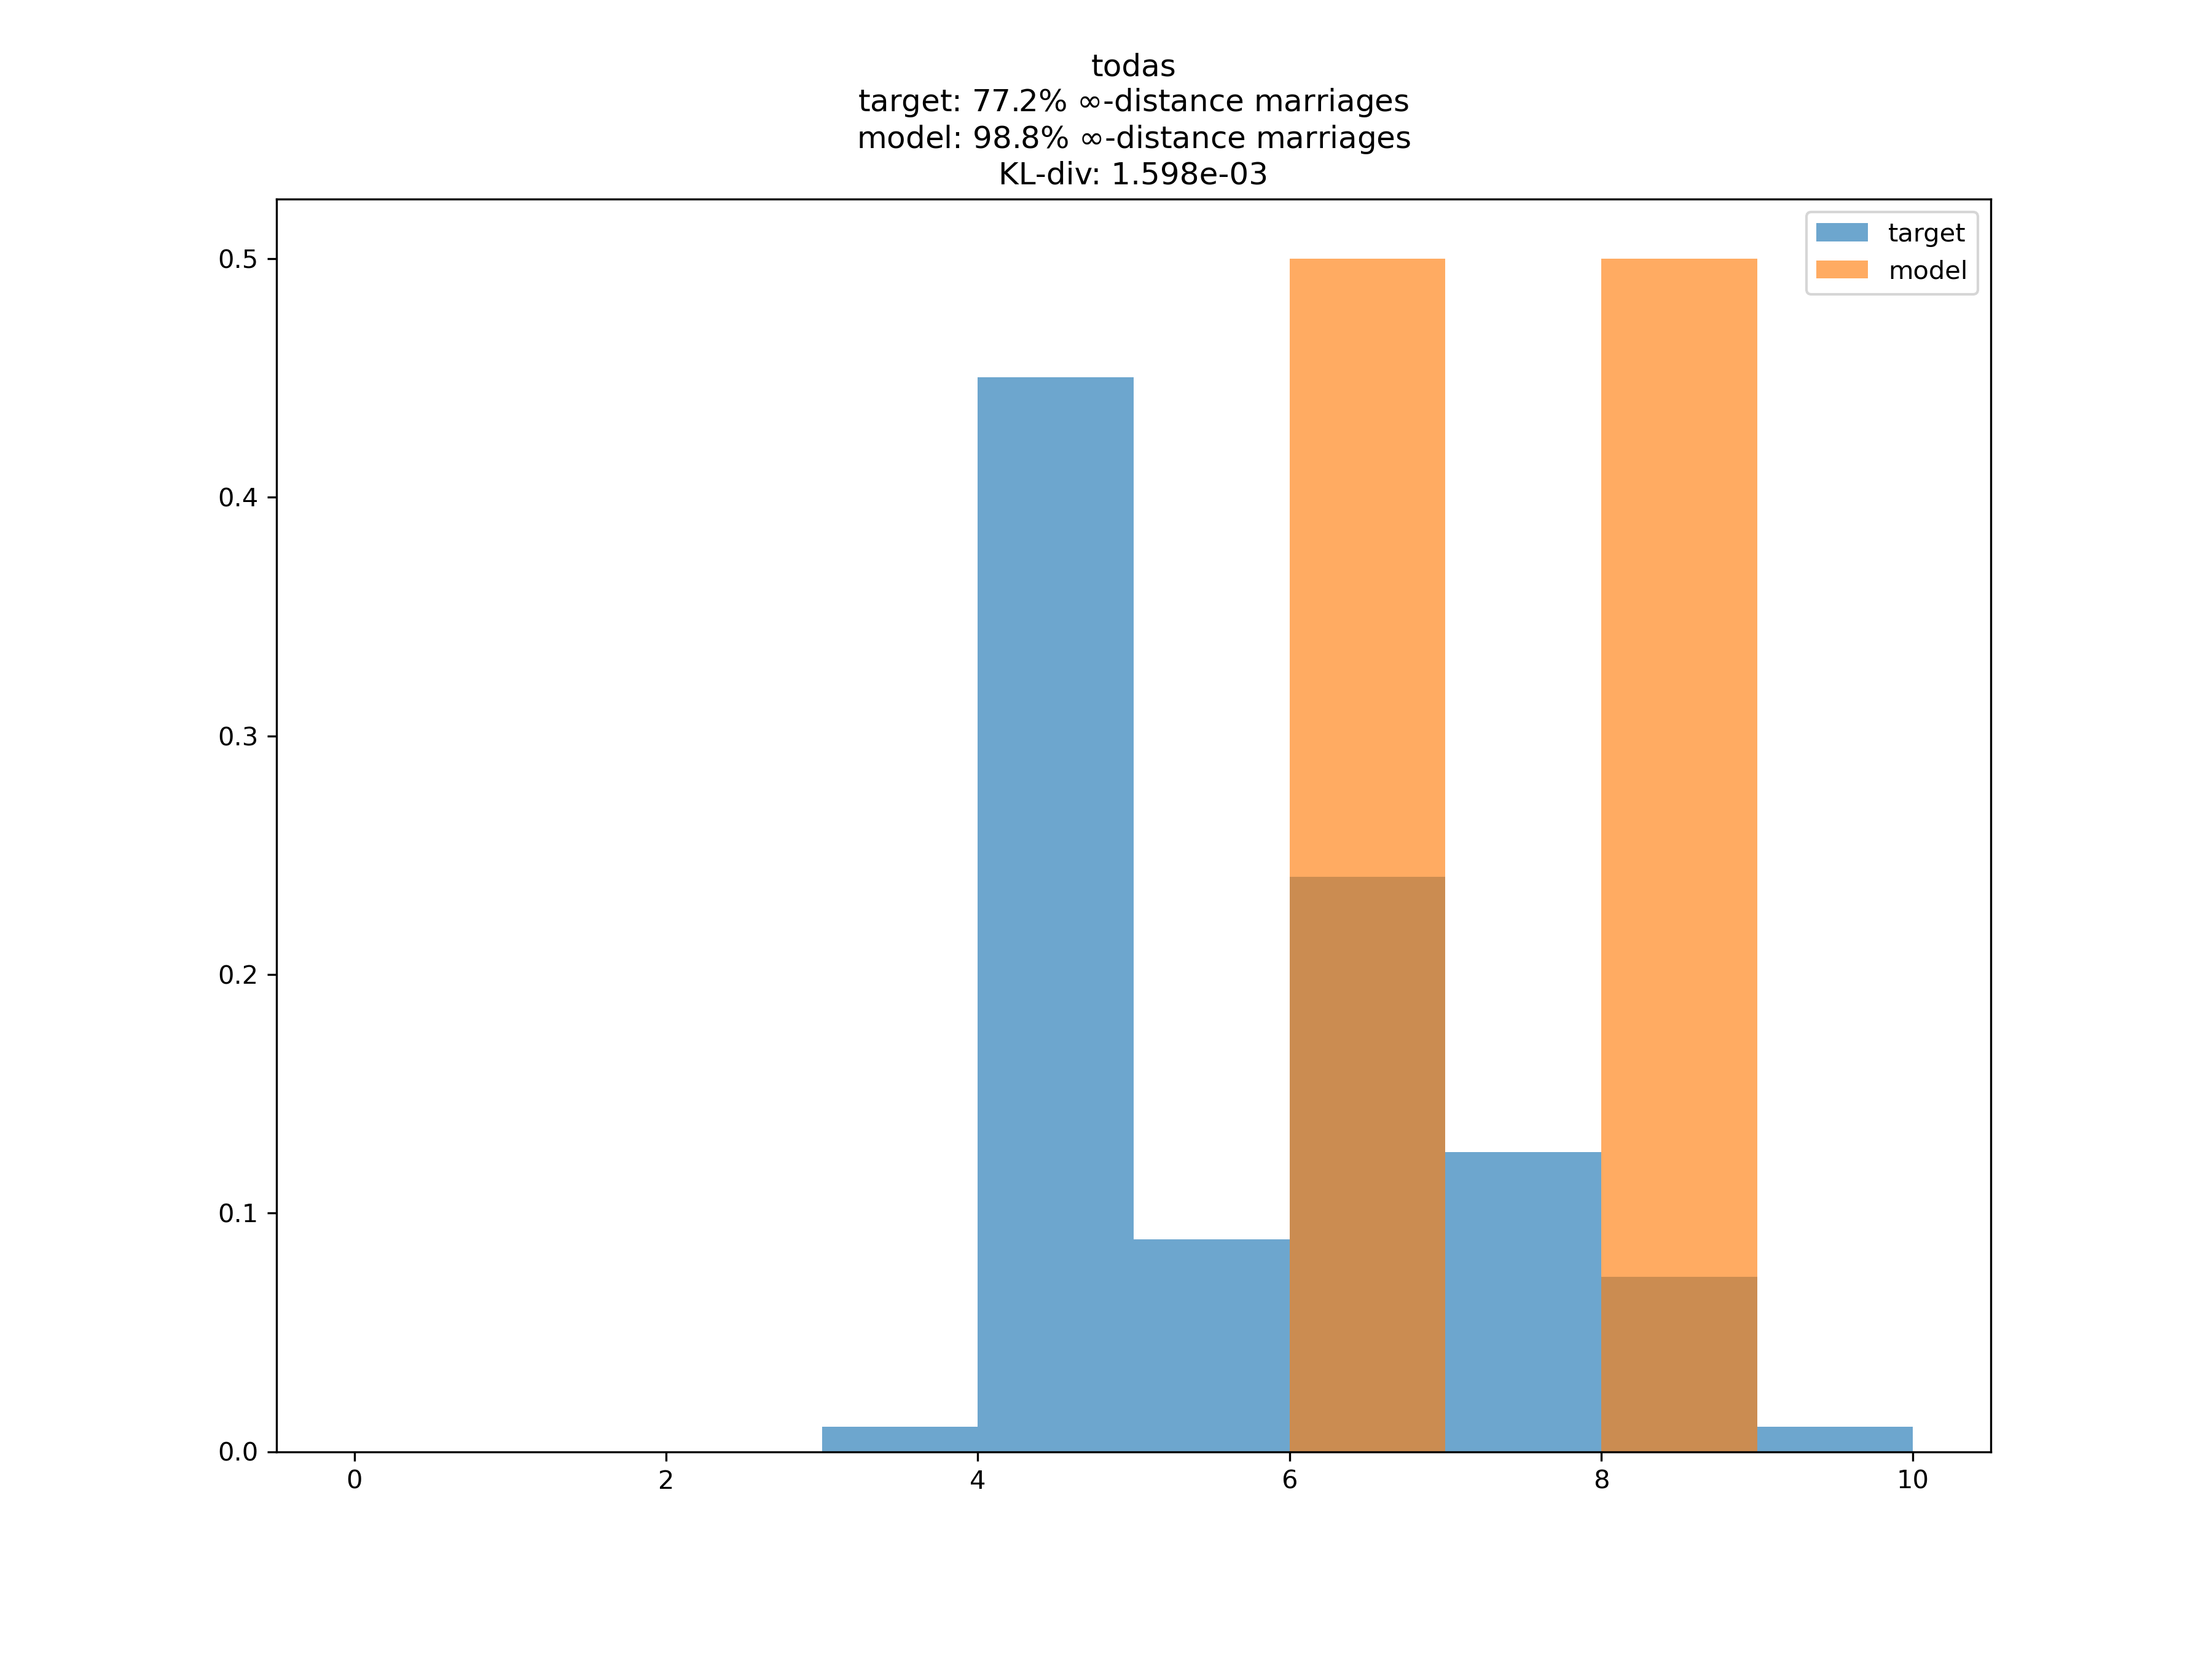 todas
target: 77.2% ∞-distance marriages
model: 98.8% ∞-distance marriages
KL-div: 1.598e-03
target
model
0.5
0.4
0.3
0.2
0.1
0.0
0 2 4 6 8 10